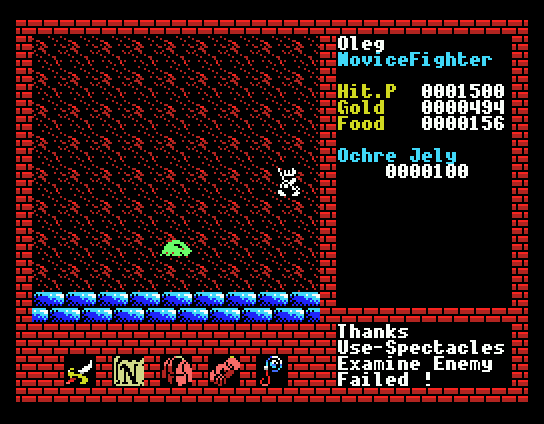 Oleg
NoviceFighter
Hit.P 0001500
Gold 0000494
Food 0000156
Ochre Jely
0000100
Thanks
Use-Spectacles
Examine Enemy
Failed !
N